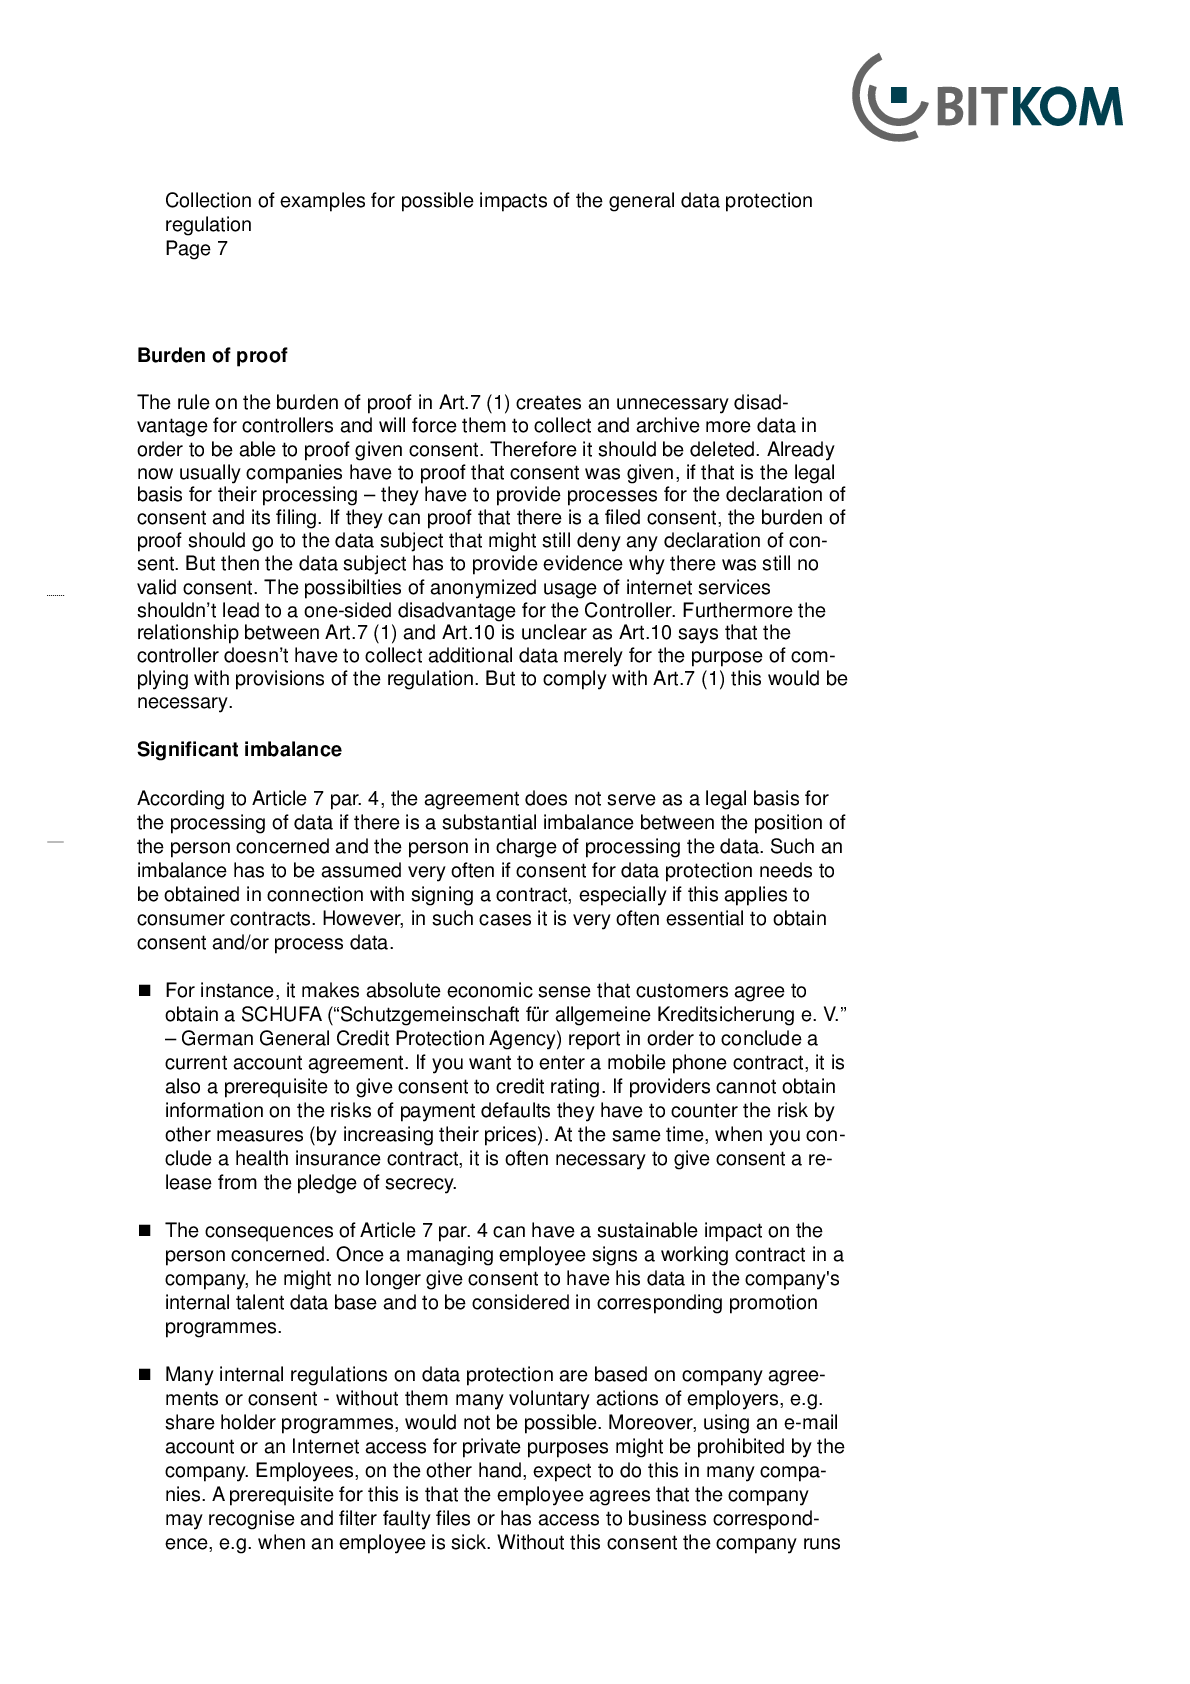 BITKOM
Collection of examples for possible impacts of the general data protection
regulation
Page 7
Burden of proof
The rule on the burden of proof in Art.7 (1) creates an unnecessary disad-
vantage for controllers and will force them to collect and archive more data in
order to be able to proof given consent. Therefore it should be deleted. Already
now usually companies have to proof that consent was given, if that is the legal
basis for their processing – they have to provide processes for the declaration of
consent and its filing. If they can proof that there is a filed consent, the burden of
proof should go to the data subject that might still deny any declaration of con-
sent. But then the data subject has to provide evidence why there was still no
valid consent. The possibilties of anonymized usage of internet services
shouldn’t lead to a one-sided disadvantage for the Controller. Furthermore the
relationship between Art.7 (1) and Art.10 is unclear as Art.10 says that the
controller doesn’t have to collect additional data merely for the purpose of com-
plying with provisions of the regulation. But to comply with Art.7 (1) this would be
necessary.
Significant imbalance
According to Article 7 par. 4, the agreement does not serve as a legal basis for
the processing of data if there is a substantial imbalance between the position of
the person concerned and the person in charge of processing the data. Such an
imbalance has to be assumed very often if consent for data protection needs to
be obtained in connection with signing a contract, especially if this applies to
consumer contracts. However, in such cases it is very often essential to obtain
consent and/or process data.
■ For instance, it makes absolute economic sense that customers agree to
obtain a SCHUFA (“Schutzgemeinschaft für allgemeine Kreditsicherung e. V.”
– German General Credit Protection Agency) report in order to conclude a
current account agreement. If you want to enter a mobile phone contract, it is
also a prerequisite to give consent to credit rating. If providers cannot obtain
information on the risks of payment defaults they have to counter the risk by
other measures (by increasing their prices). At the same time, when you con-
clude a health insurance contract, it is often necessary to give consent a re-
lease from the pledge of secrecy.
■ The consequences of Article 7 par. 4 can have a sustainable impact on the
person concerned. Once a managing employee signs a working contract in a
company, he might no longer give consent to have his data in the company's
internal talent data base and to be considered in corresponding promotion
programmes.
■ Many internal regulations on data protection are based on company agree-
ments or consent - without them many voluntary actions of employers, e.g.
share holder programmes, would not be possible. Moreover, using an e-mail
account or an Internet access for private purposes might be prohibited by the
company. Employees, on the other hand, expect to do this in many compa-
nies. A prerequisite for this is that the employee agrees that the company
may recognise and filter faulty files or has access to business correspond-
ence, e.g. when an employee is sick. Without this consent the company runs